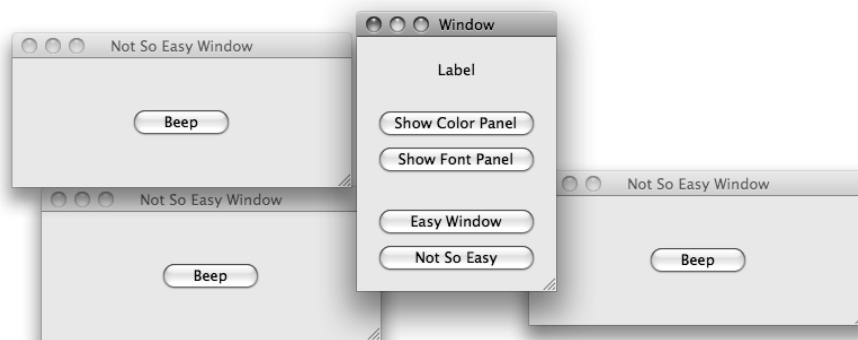 Not So Easy Window
Beep
Window
Label
Show Color Panel
Show Font Panel
Easy Window
Not So Easy
Not So Easy Window
Beep
Not So Easy Window
Beep